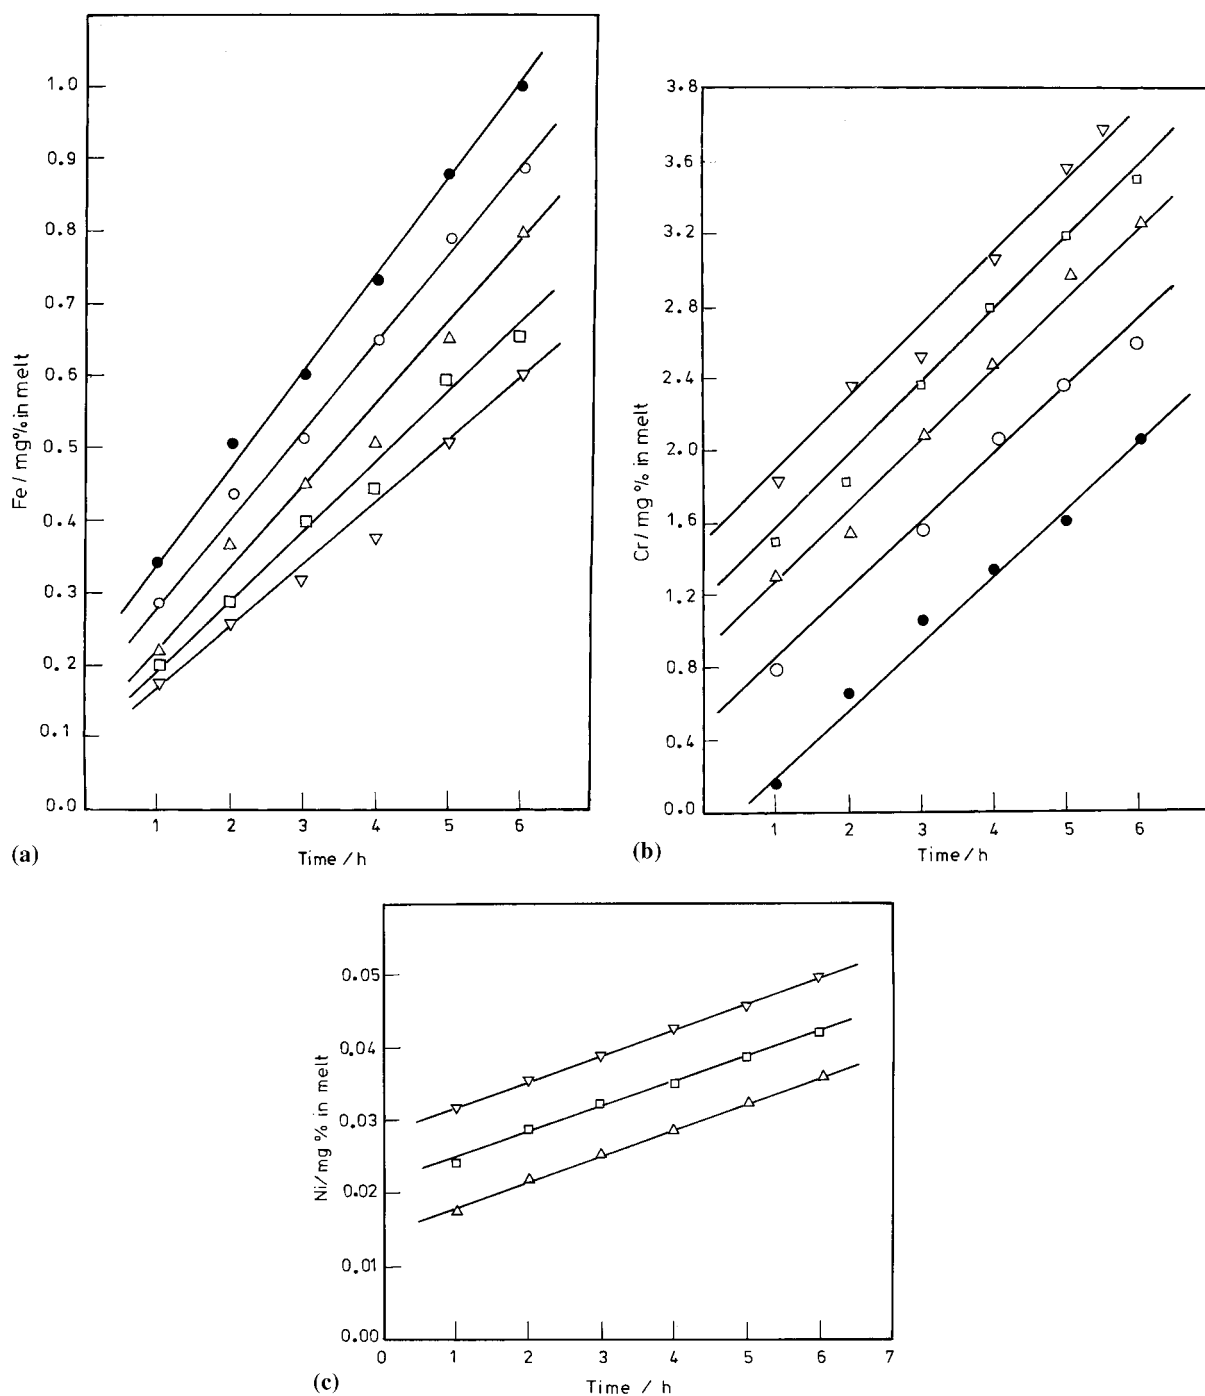 Fe / mg% in melt
1.0
0.9
0.8
0.7
0.6
0.5
0.4
0.3
0.2
0.1
0.0
1 2 3 4 5 6
Time / h
(a)
Cr/ mg % in melt
3.8
3.6
3.2
2.8
2.4
2.0
1.6
1.2
0.8
0.4
0.0
1 2 3 4 5 6
Time / h
(b)
Ni/mg % in melt
0.05
0.04
0.03
0.02
0.01
0.00
0 1 2 3 4 5 6 7
Time / h
(c)